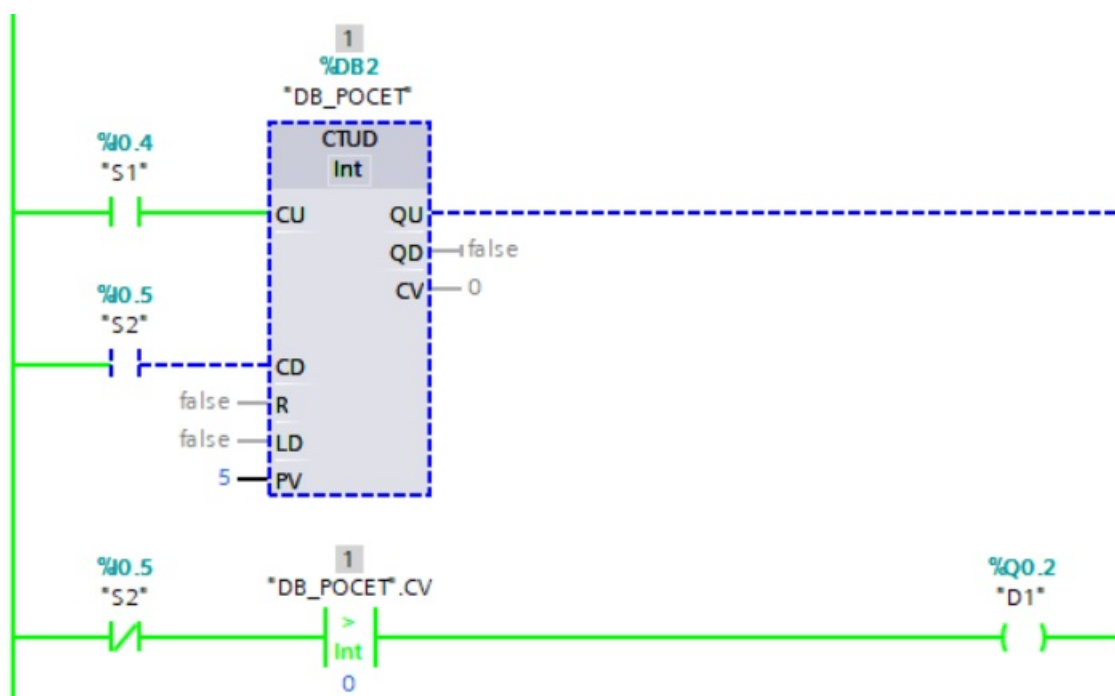 1
%DB2
"DB_POCET"
CTUD
Int
%I0.4
"S1"
CU
QU
QD
false
CV
0
%I0.5
"S2"
CD
false
R
false
LD
5
PV
%I0.5
"S2"
1
"DB_POCET".CV
>
Int
0
%Q0.2
"D1"